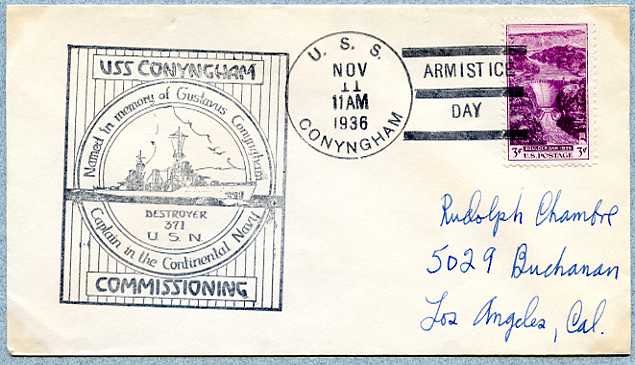 USS CONYNGHAM
Named in memory of Gustavus Conyngham
DESTROYER
371
U.S.N.
Captain in the Continental Navy
COMMISSIONING
U. S. S.
NOV
11
11AM
1936
CONYNGHAM
ARMISTICE
DAY
BOULDER DAM 1935
3¢ U.S. POSTAGE 3¢
Rudolph Chambre
5029 Buchanan
Los Angeles, Cal.